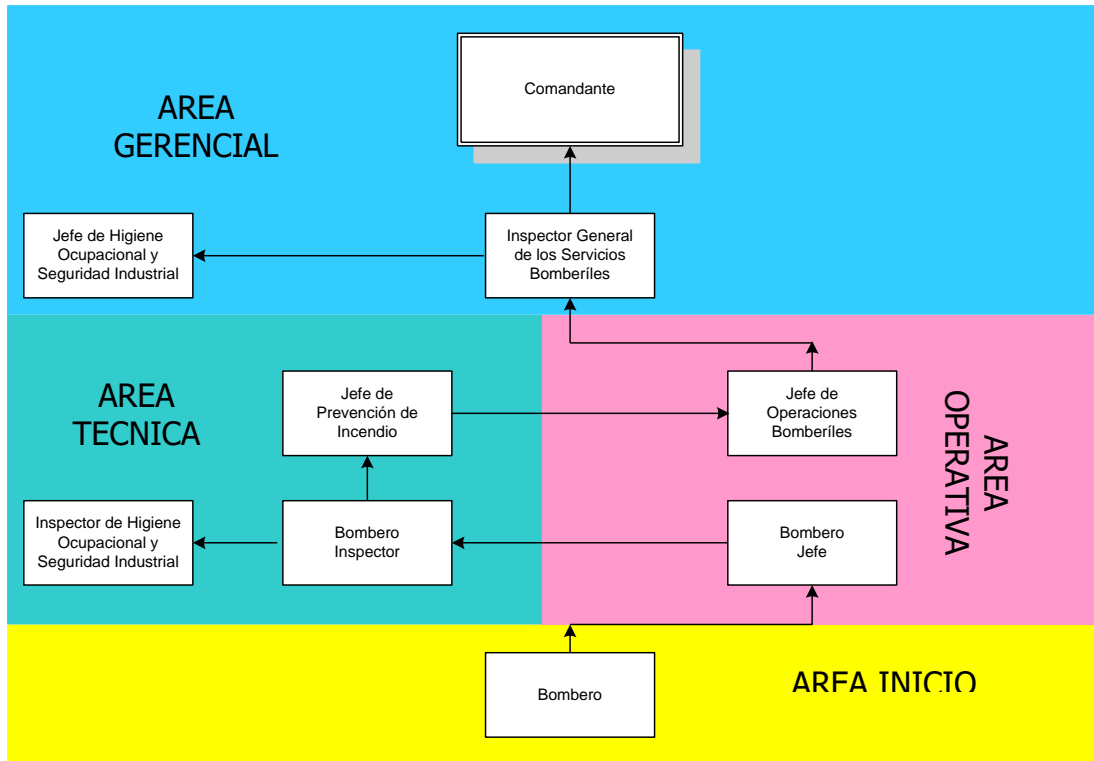 Comandante
AREA
GERENCIAL
Jefe de Higiene
Ocupacional y
Seguridad Industrial
Inspector General
de los Servicios
Bomberíles
AREA
TECNICA
Jefe de
Prevención de
Incendio
Jefe de
Operaciones
Bomberíles
AREA
OPERATIVA
Inspector de Higiene
Ocupacional y
Seguridad Industrial
Bombero
Inspector
Bombero
Jefe
Bombero
AREA INICIO